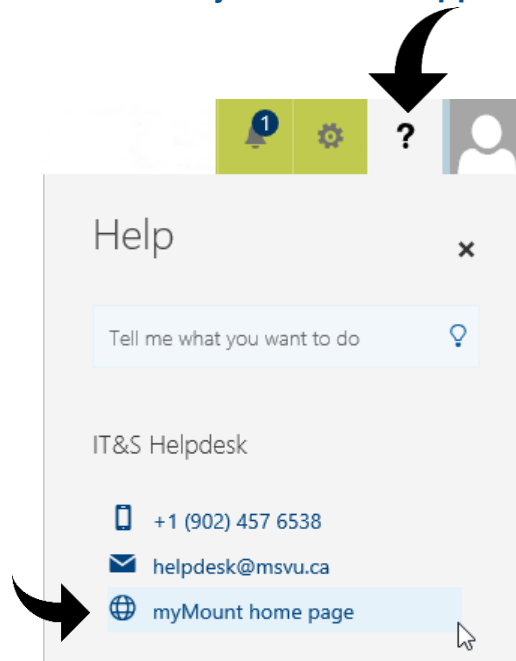 1
?
Help
Tell me what you want to do
IT&S Helpdesk
+1 (902) 457 6538
helpdesk@msvu.ca
myMount home page